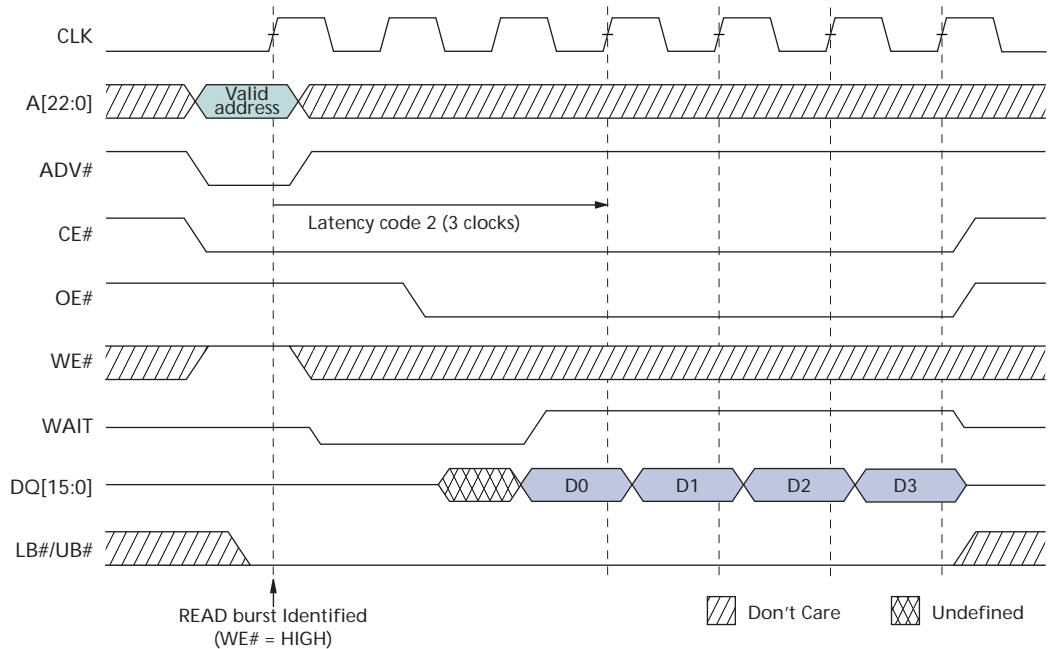 CLK
A[22:0]
Valid
address
ADV#
Latency code 2 (3 clocks)
CE#
OE#
WE#
WAIT
DQ[15:0]
D0
D1
D2
D3
LB#/UB#
READ burst Identified
(WE# = HIGH)
Don't Care
Undefined